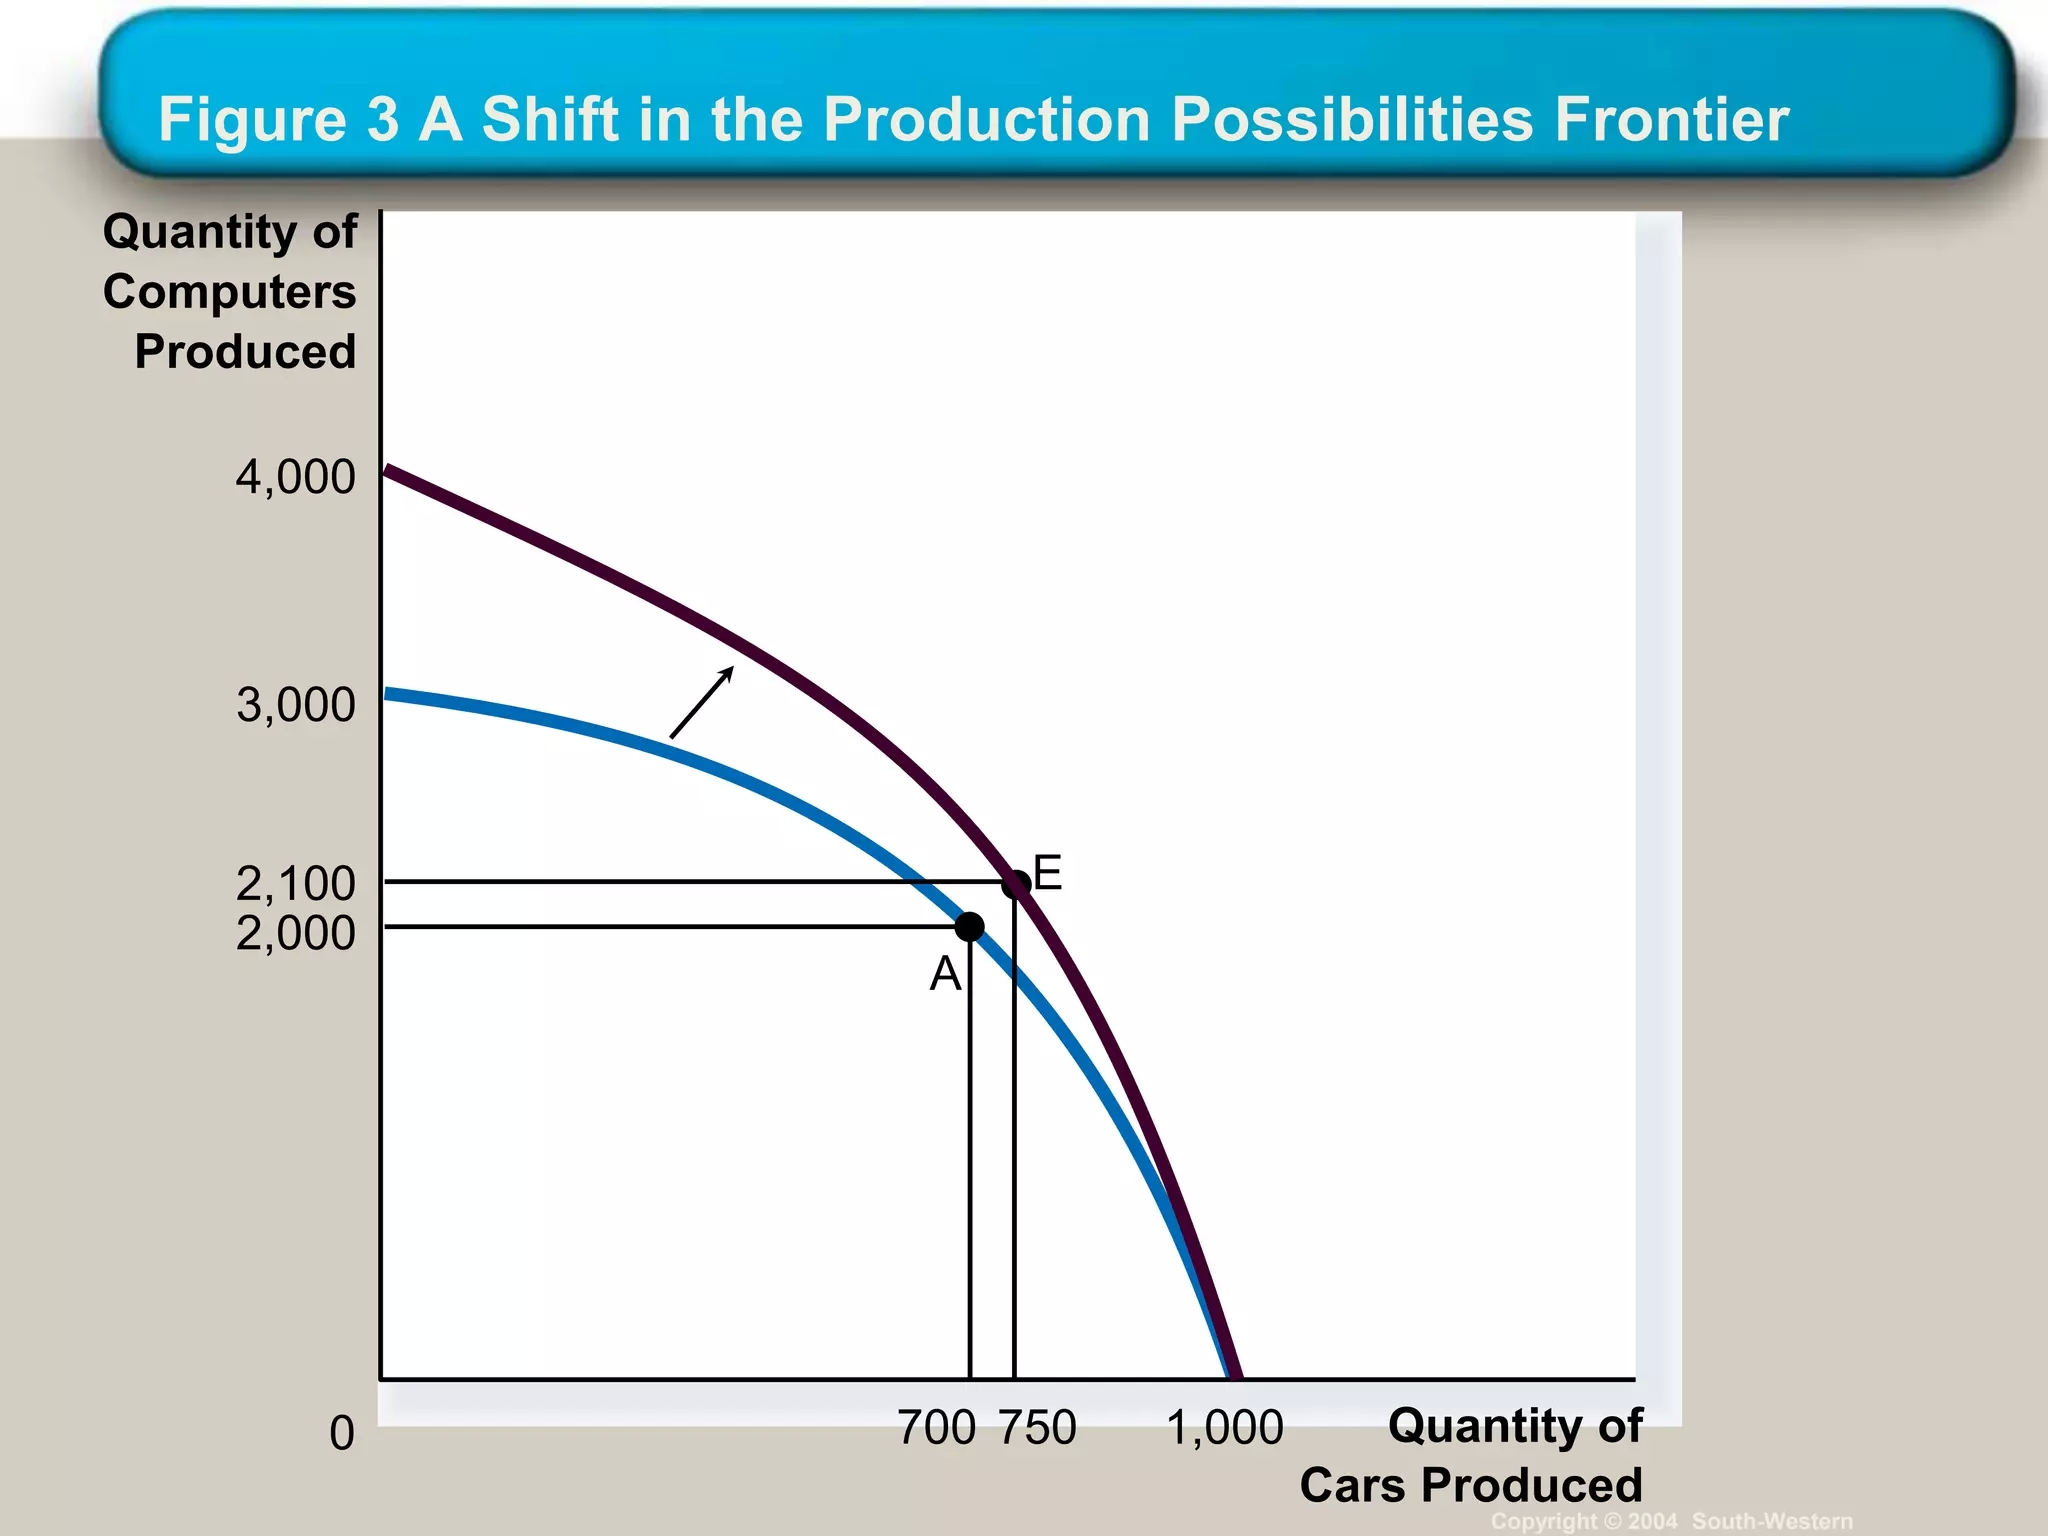 Figure 3 A Shift in the Production Possibilities Frontier
Quantity of
Computers
Produced
4,000
3,000
2,100
2,000
E
A
0
700
750
1,000
Quantity of
Cars Produced
Copyright © 2004 South-Western